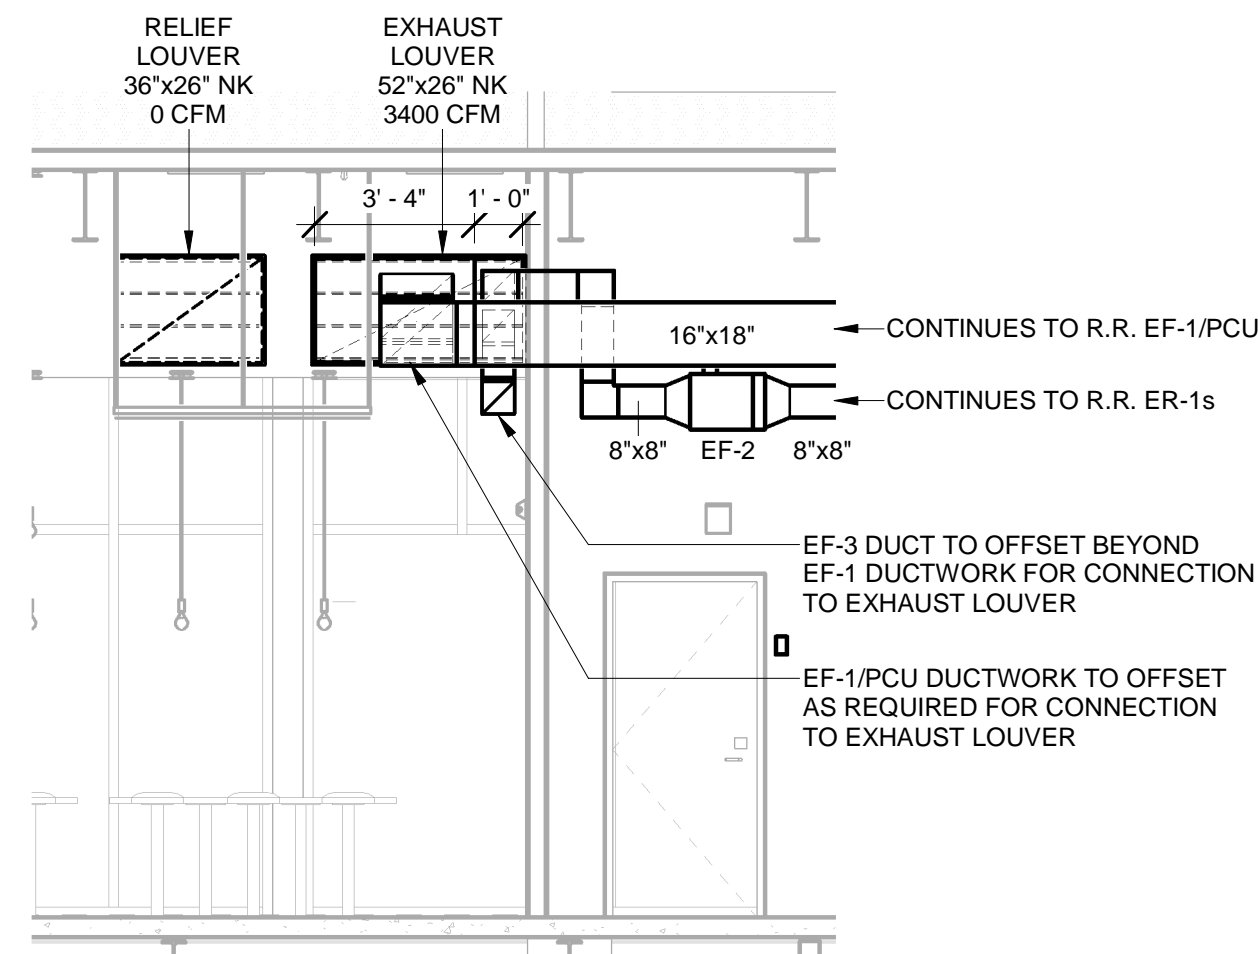 RELIEF
LOUVER
36"x26" NK
0 CFM
EXHAUST
LOUVER
52"x26" NK
3400 CFM
3' - 4"
1' - 0"
16"x18"
CONTINUES TO R.R. EF-1/PCU
CONTINUES TO R.R. ER-1s
8"x8"
EF-2
8"x8"
EF-3 DUCT TO OFFSET BEYOND
EF-1 DUCTWORK FOR CONNECTION
TO EXHAUST LOUVER
EF-1/PCU DUCTWORK TO OFFSET
AS REQUIRED FOR CONNECTION
TO EXHAUST LOUVER